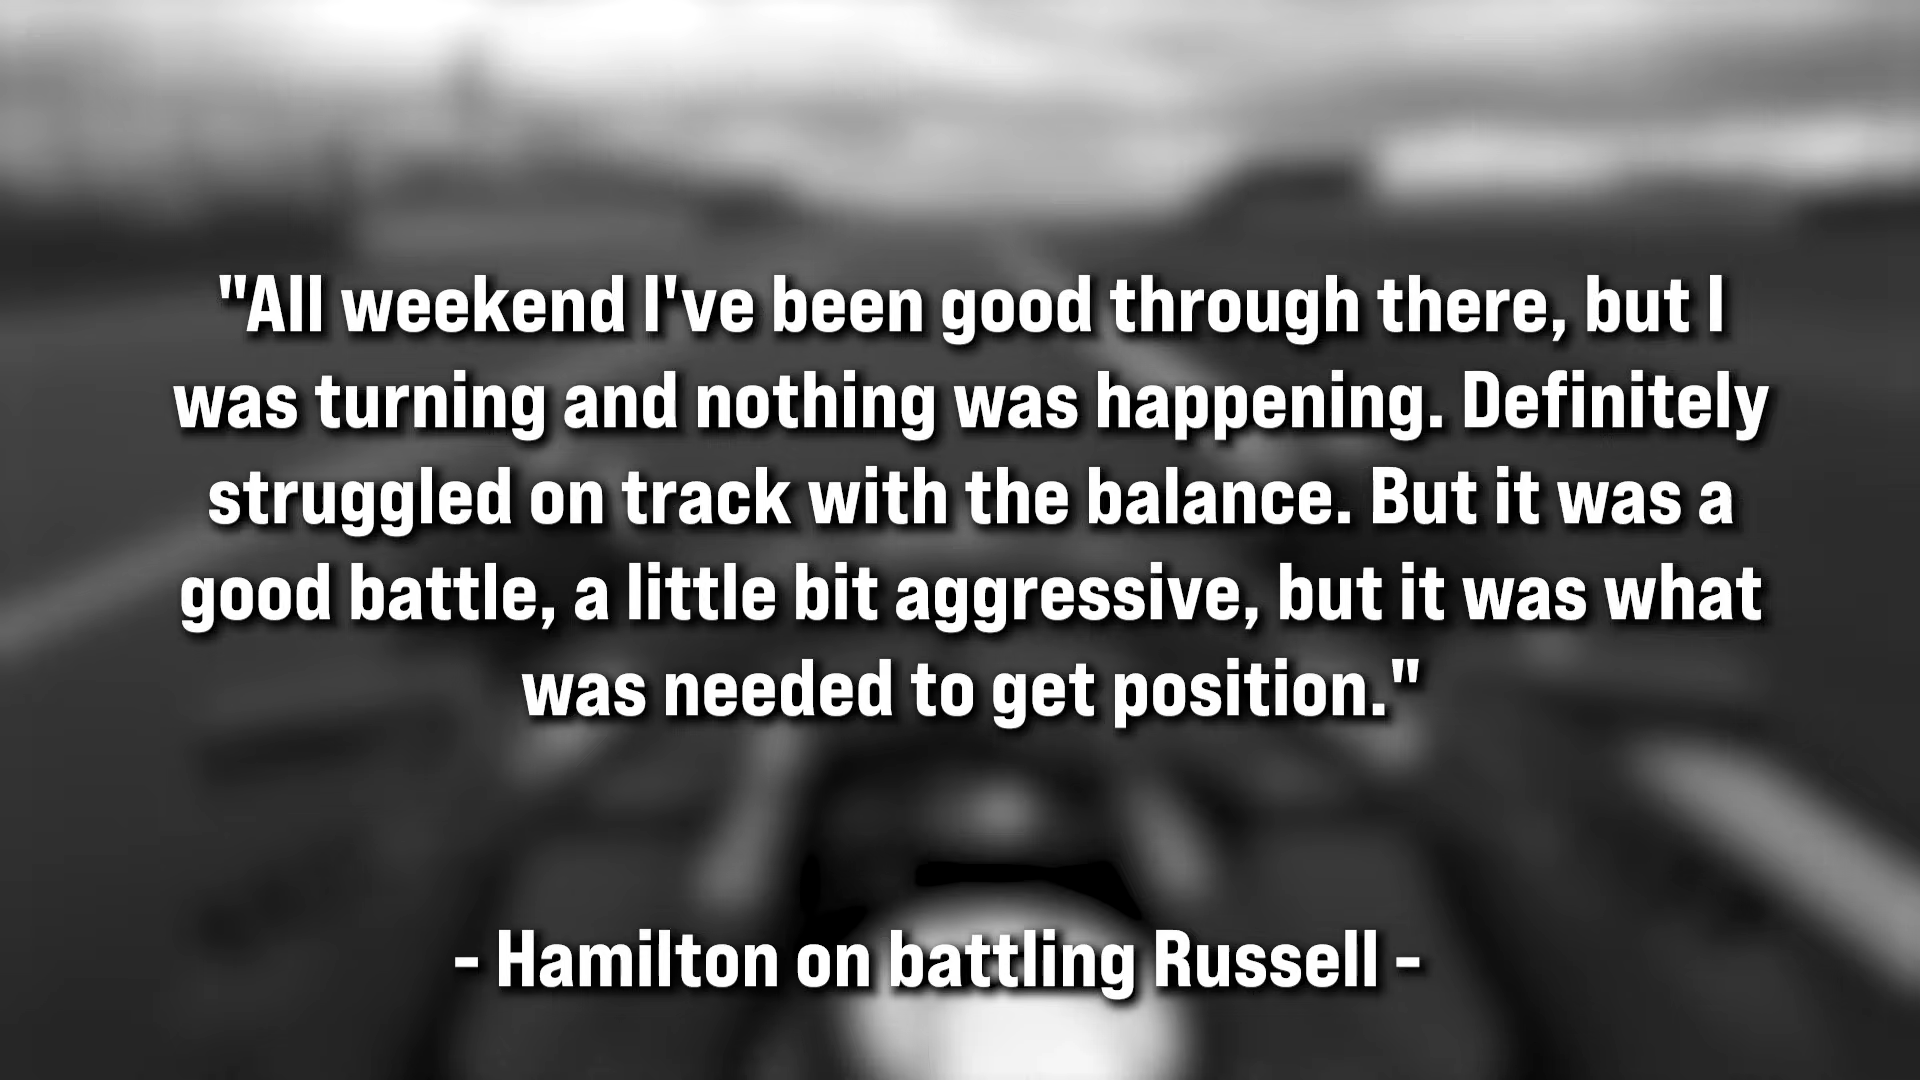 "All weekend I've been good through there, but I
was turning and nothing was happening. Definitely
struggled on track with the balance. But it was a
good battle, a little bit aggressive, but it was what
was needed to get position."
- Hamilton on battling Russell -